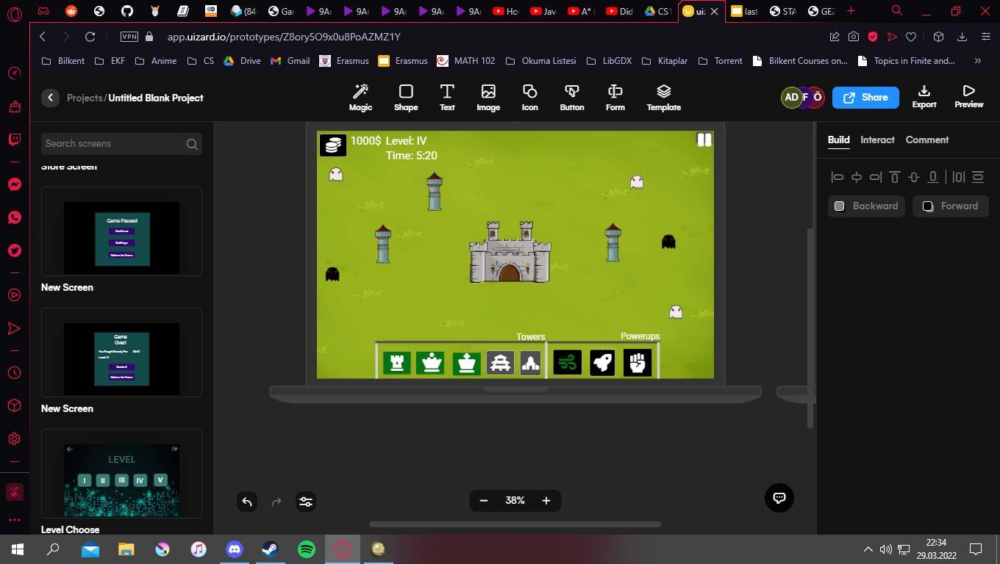 (84
Gar
9Ar
9Ar
9Ar
9Ar
9Ar
Hov
Jav
A* (
Did
CS1
uiz
last
STA
GE2
VPN
app.uizard.io/prototypes/Z8ory5O9x0u8PoAZMZ1Y
Bilkent
EKF
Anime
CS
Drive
Gmail
Erasmus
Erasmus
MATH 102
Okuma Listesi
LibGDX
Kitaplar
Torrent
Bilkent Courses on...
Topics in Finite and...
Projects/Untitled Blank Project
Magic
Shape
Text
Image
Icon
Button
Form
Template
AD
F
Ö
Share
Export
Preview
Search screens
Store Screen
Game Paused
Continue
Settings
Return to Menu
New Screen
Game
Over!
Level: IV
Restart
Return to Menu
New Screen
LEVEL
I
II
III
IV
V
Level Choose
1000$
Level: IV
Time: 5:20
Towers
Powerups
38%
Build
Interact
Comment
Backward
Forward
22:34
29.03.2022